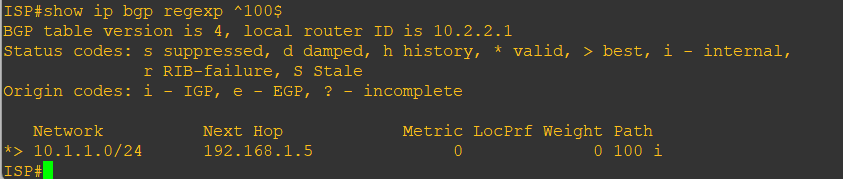 ISP#show ip bgp regexp ^100$
BGP table version is 4, local router ID is 10.2.2.1
Status codes: s suppressed, d damped, h history, * valid, > best, i - internal,
              r RIB-failure, S Stale
Origin codes: i - IGP, e - EGP, ? - incomplete

   Network          Next Hop            Metric LocPrf Weight Path
*> 10.1.1.0/24      192.168.1.5              0             0 100 i
ISP#